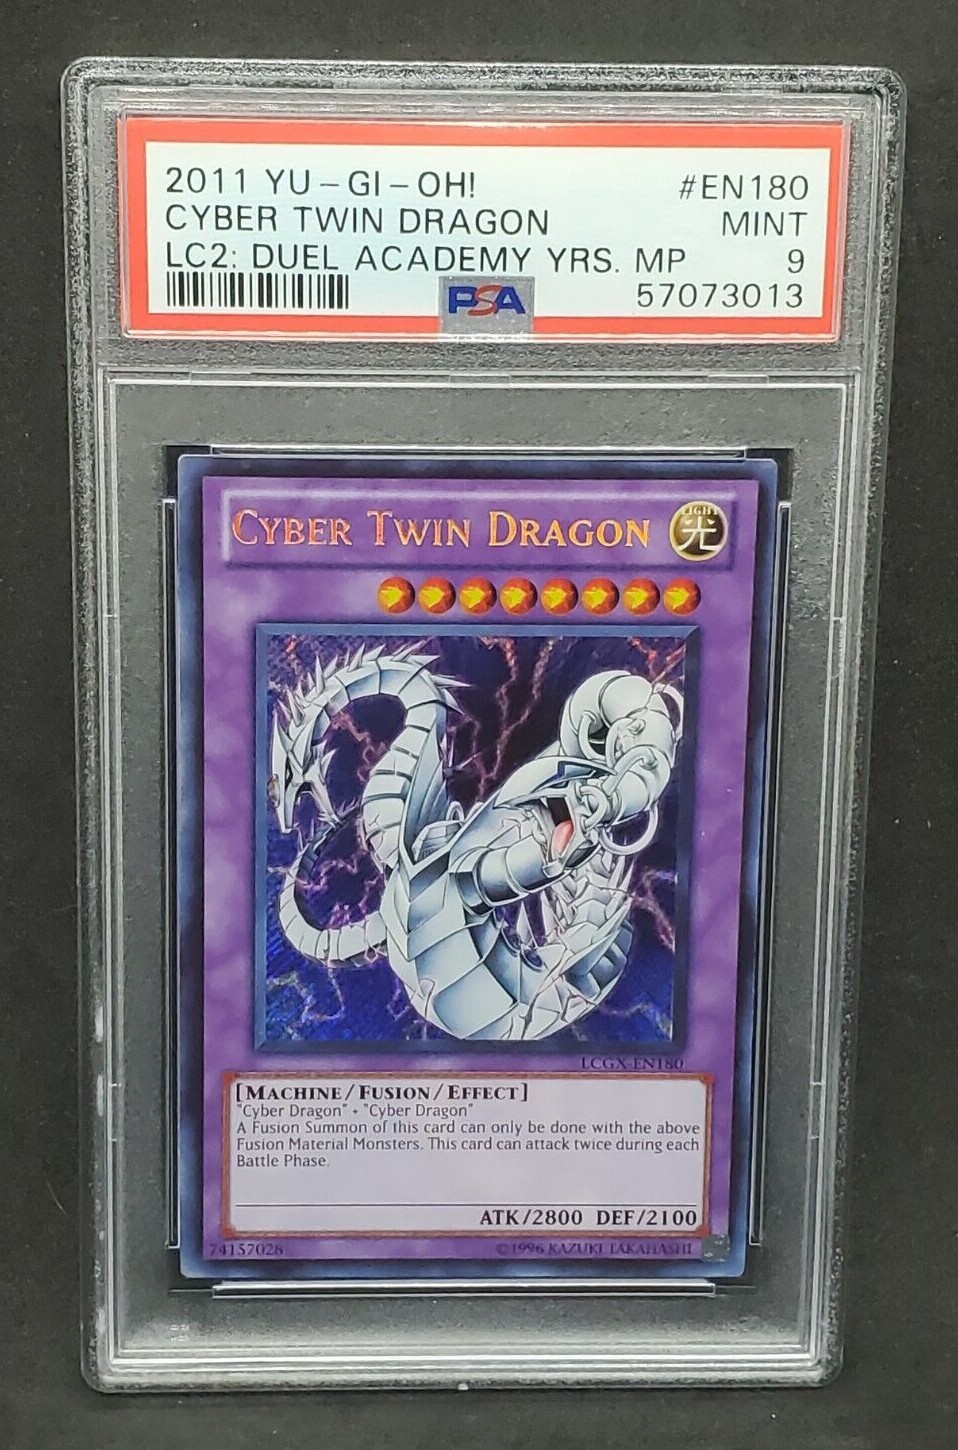 2011 YU-GI-OH! #EN180
CYBER TWIN DRAGON MINT
LC2: DUEL ACADEMY YRS. MP 9
PSA 57073013
CYBER TWIN DRAGON
LIGHT
光
LCGX-EN180
[MACHINE/FUSION/EFFECT]
"Cyber Dragon" + "Cyber Dragon"
A Fusion Summon of this card can only be done with the above
Fusion Material Monsters. This card can attack twice during each
Battle Phase.
ATK/2800 DEF/2100
74157028 ©1996 KAZUKI TAKAHASHI